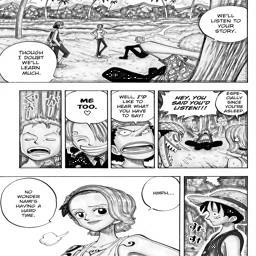 WE'LL
LISTEN TO
YOUR
STORY.
THOUGH
I DOUBT
WE'LL
LEARN
MUCH.
ME
TOO.
WELL, I'D
LIKE TO
HEAR WHAT
YOU HAVE
TO SAY!
HEY, YOU
SAID YOU'D
LISTEN!!!
ESPE-
CIALLY
SINCE
YOU'RE
ASLEEP.
NO
WONDER
NAMI'S
HAVING A
HARD
TIME.
HMPH...